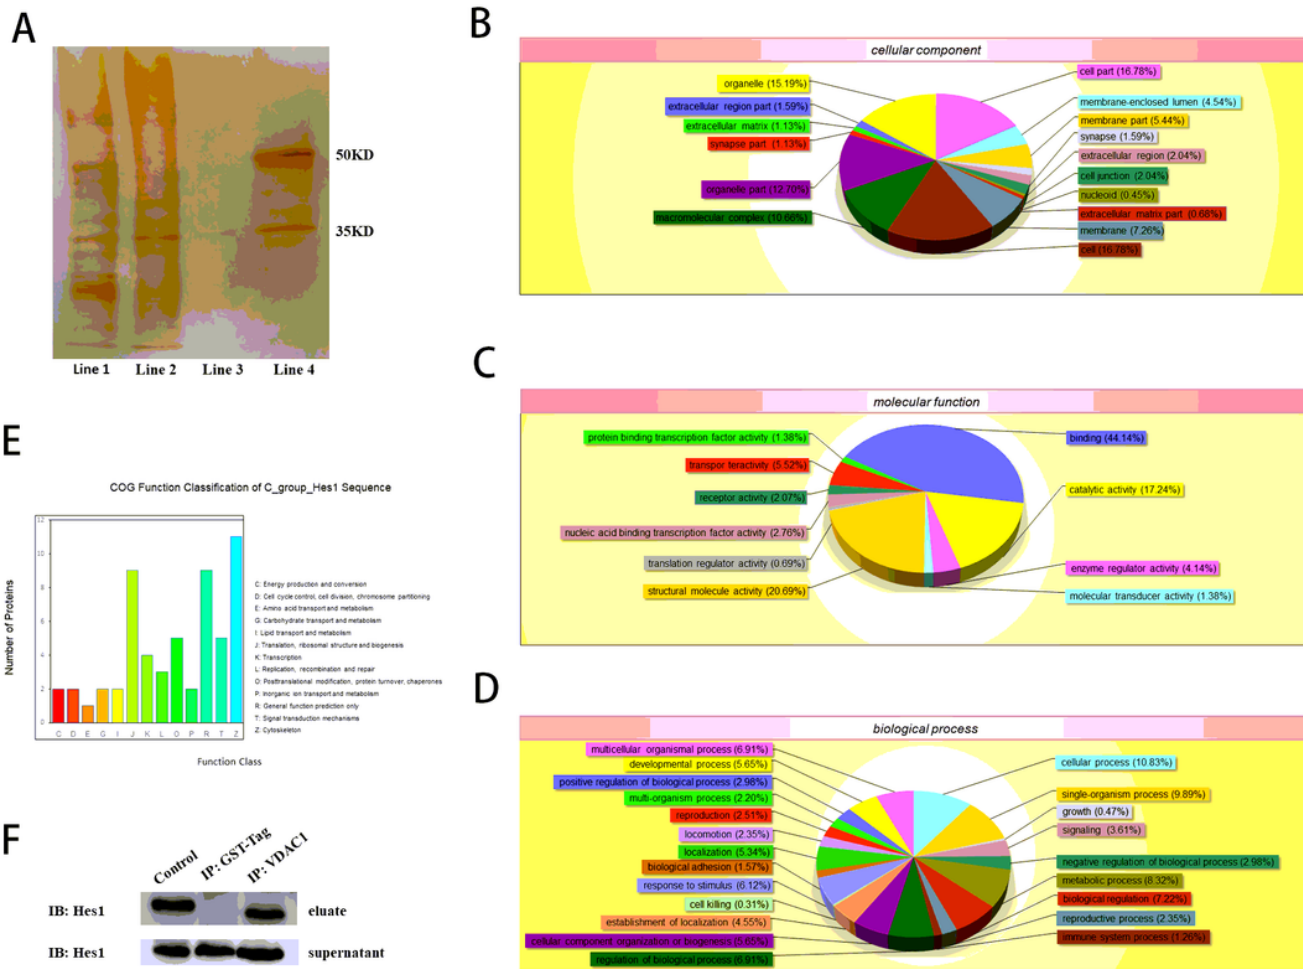 A
50KD
35KD
Line 1
Line 2
Line 3
Line 4
B
cellular component
organelle (15.19%)
extracellular region part (1.59%)
extracellular matrix (1.13%)
synapse part (1.13%)
organelle part (12.70%)
macromolecular complex (10.66%)
cell part (16.78%)
membrane-enclosed lumen (4.54%)
membrane part (5.44%)
synapse (1.59%)
extracellular region (2.04%)
cell junction (2.04%)
nucleoid (0.45%)
extracellular matrix part (0.68%)
membrane (7.26%)
cell (16.78%)
C
molecular function
protein binding transcription factor activity (1.38%)
transpor teractivity (5.52%)
receptor activity (2.07%)
nucleic acid binding transcription factor activity (2.76%)
translation regulator activity (0.69%)
structural molecule activity (20.69%)
binding (44.14%)
catalytic activity (17.24%)
enzyme regulator activity (4.14%)
molecular transducer activity (1.38%)
D
biological process
multicellular organismal process (6.91%)
developmental process (5.65%)
positive regulation of biological process (2.98%)
multi-organism process (2.20%)
reproduction (2.51%)
locomotion (2.35%)
localization (5.34%)
biological adhesion (1.57%)
response to stimulus (6.12%)
cell killing (0.31%)
establishment of localization (4.55%)
cellular component organization or biogenesis (5.65%)
regulation of biological process (6.91%)
cellular process (10.83%)
single-organism process (9.89%)
growth (0.47%)
signaling (3.61%)
negative regulation of biological process (2.98%)
metabolic process (8.32%)
biological regulation (7.22%)
reproductive process (2.35%)
immune system process (1.26%)
E
COG Function Classification of C_group_Hes1 Sequence
Number of Proteins
12
10
8
6
4
2
0
C D E G I J K L O P R T Z
Function Class
C: Energy production and conversion
D: Cell cycle control, cell division, chromosome partitioning
E: Amino acid transport and metabolism
G: Carbohydrate transport and metabolism
I: Lipid transport and metabolism
J: Translation, ribosomal structure and biogenesis
K: Transcription
L: Replication, recombination and repair
O: Posttranslational modification, protein turnover, chaperones
P: Inorganic ion transport and metabolism
R: General function prediction only
T: Signal transduction mechanisms
Z: Cytoskeleton
F
Control
IP: GST-Tag
IP: VDAC1
IB: Hes1
eluate
IB: Hes1
supernatant